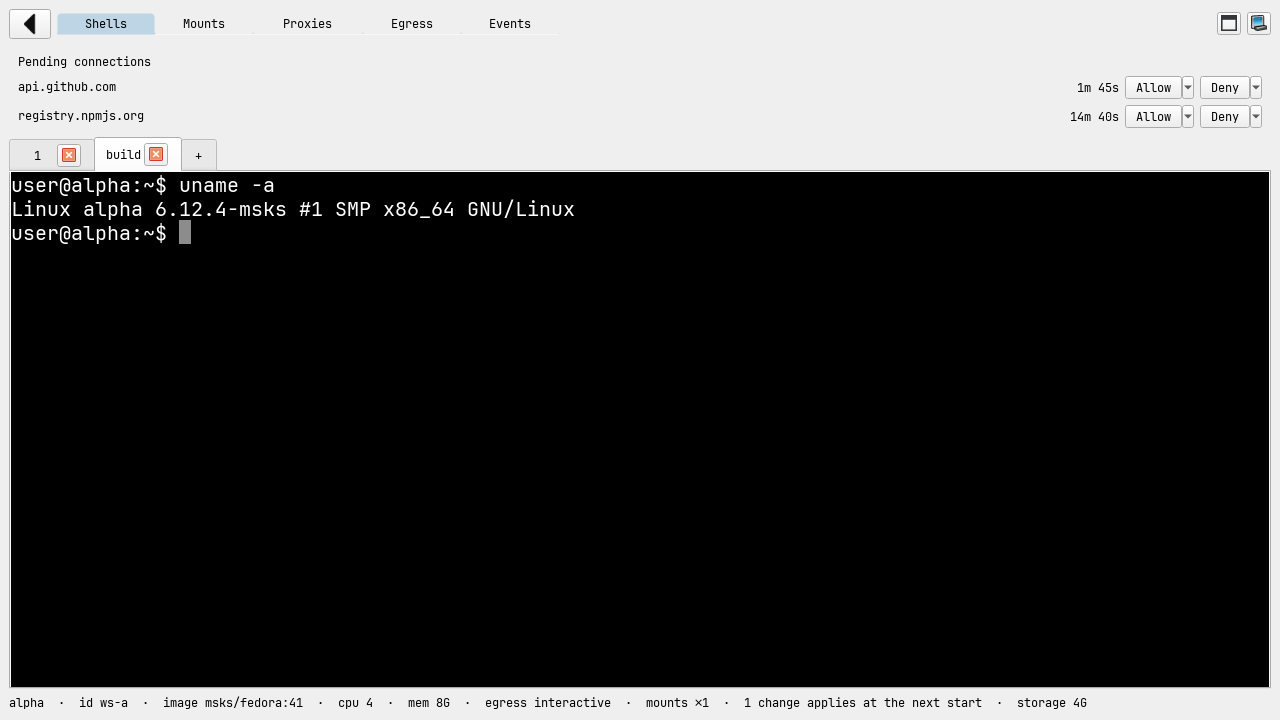 Shells Mounts Proxies Egress Events
Pending connections
api.github.com 1m 45s Allow Deny
registry.npmjs.org 14m 40s Allow Deny
1 build +
user@alpha:~$ uname -a
Linux alpha 6.12.4-msks #1 SMP x86_64 GNU/Linux
user@alpha:~$
alpha · id ws-a · image msks/fedora:41 · cpu 4 · mem 8G · egress interactive · mounts ×1 · 1 change applies at the next start · storage 4G